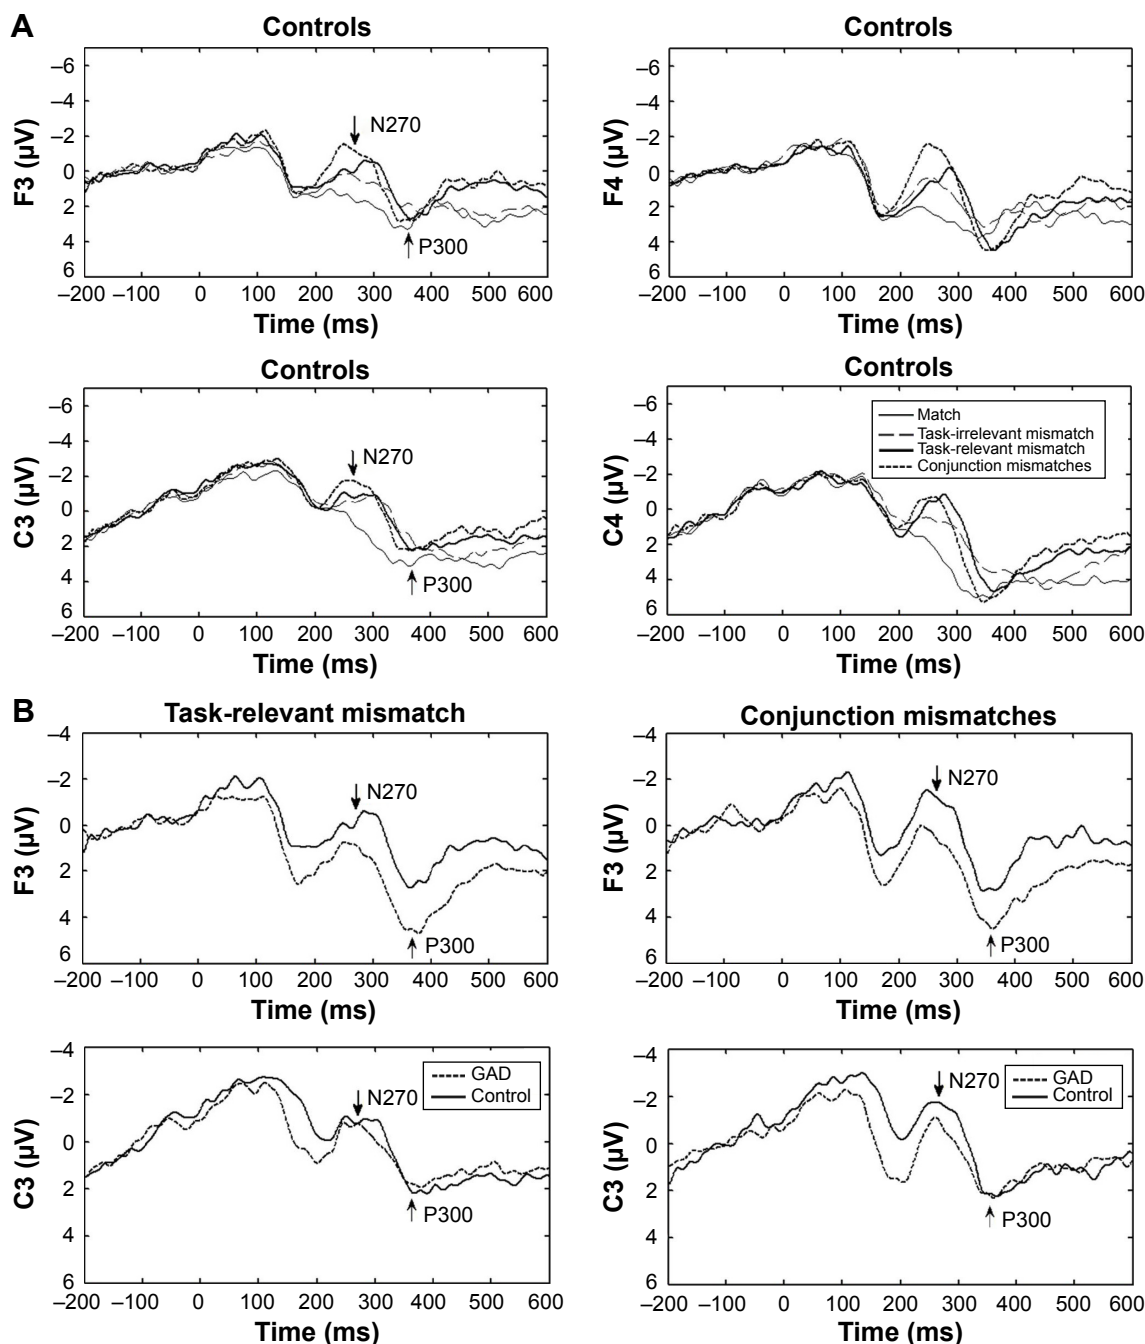 A
Controls
Controls
–6
–4
–2
0
2
4
6
F3 (µV)
N270
P300
–200 –100 0 100 200 300 400 500 600
Time (ms)
–6
–4
–2
0
2
4
6
F4 (µV)
–200 –100 0 100 200 300 400 500 600
Time (ms)
Controls
Controls
–6
–4
–2
0
2
4
6
C3 (µV)
N270
P300
–200 –100 0 100 200 300 400 500 600
Time (ms)
–6
–4
–2
0
2
4
6
C4 (µV)
Match
Task-irrelevant mismatch
Task-relevant mismatch
Conjunction mismatches
–200 –100 0 100 200 300 400 500 600
Time (ms)
B
Task-relevant mismatch
Conjunction mismatches
–4
–2
0
2
4
6
F3 (µV)
N270
P300
–200 –100 0 100 200 300 400 500 600
Time (ms)
–4
–2
0
2
4
6
F3 (µV)
N270
P300
–200 –100 0 100 200 300 400 500 600
Time (ms)
–4
–2
0
2
4
6
C3 (µV)
GAD
Control
N270
P300
–200 –100 0 100 200 300 400 500 600
Time (ms)
–4
–2
0
2
4
6
C3 (µV)
GAD
Control
N270
P300
–200 –100 0 100 200 300 400 500 600
Time (ms)